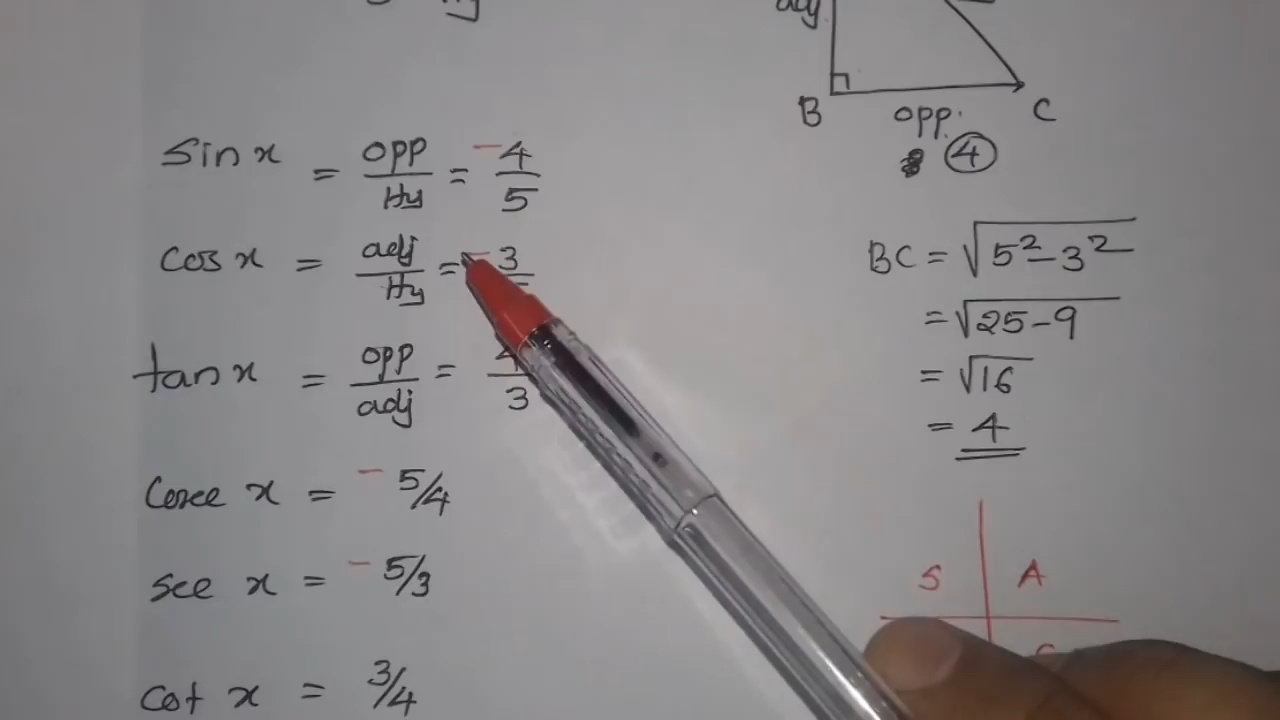 adj
B
opp.
C
4
sin x = opp/Hy = -4/5
cos x = adj/Hy = -3
tan x = opp/adj = 4/3
cosec x = - 5/4
sec x = - 5/3
cot x = 3/4
BC = √5²-3²
= √25-9
= √16
= 4
S A